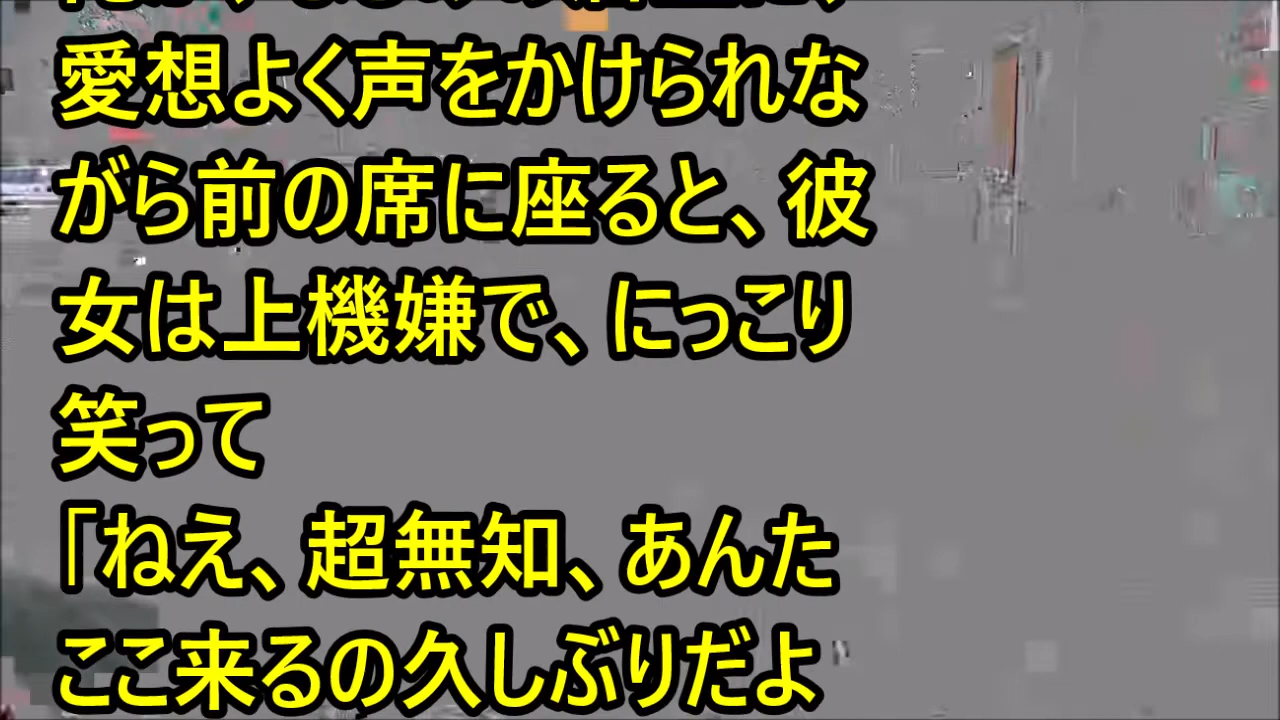 愛想よく声をかけられな
がら前の席に座ると、彼
女は上機嫌で、にっこり
笑って
「ねえ、超無知、あんた
ここ来るの久しぶりだよ